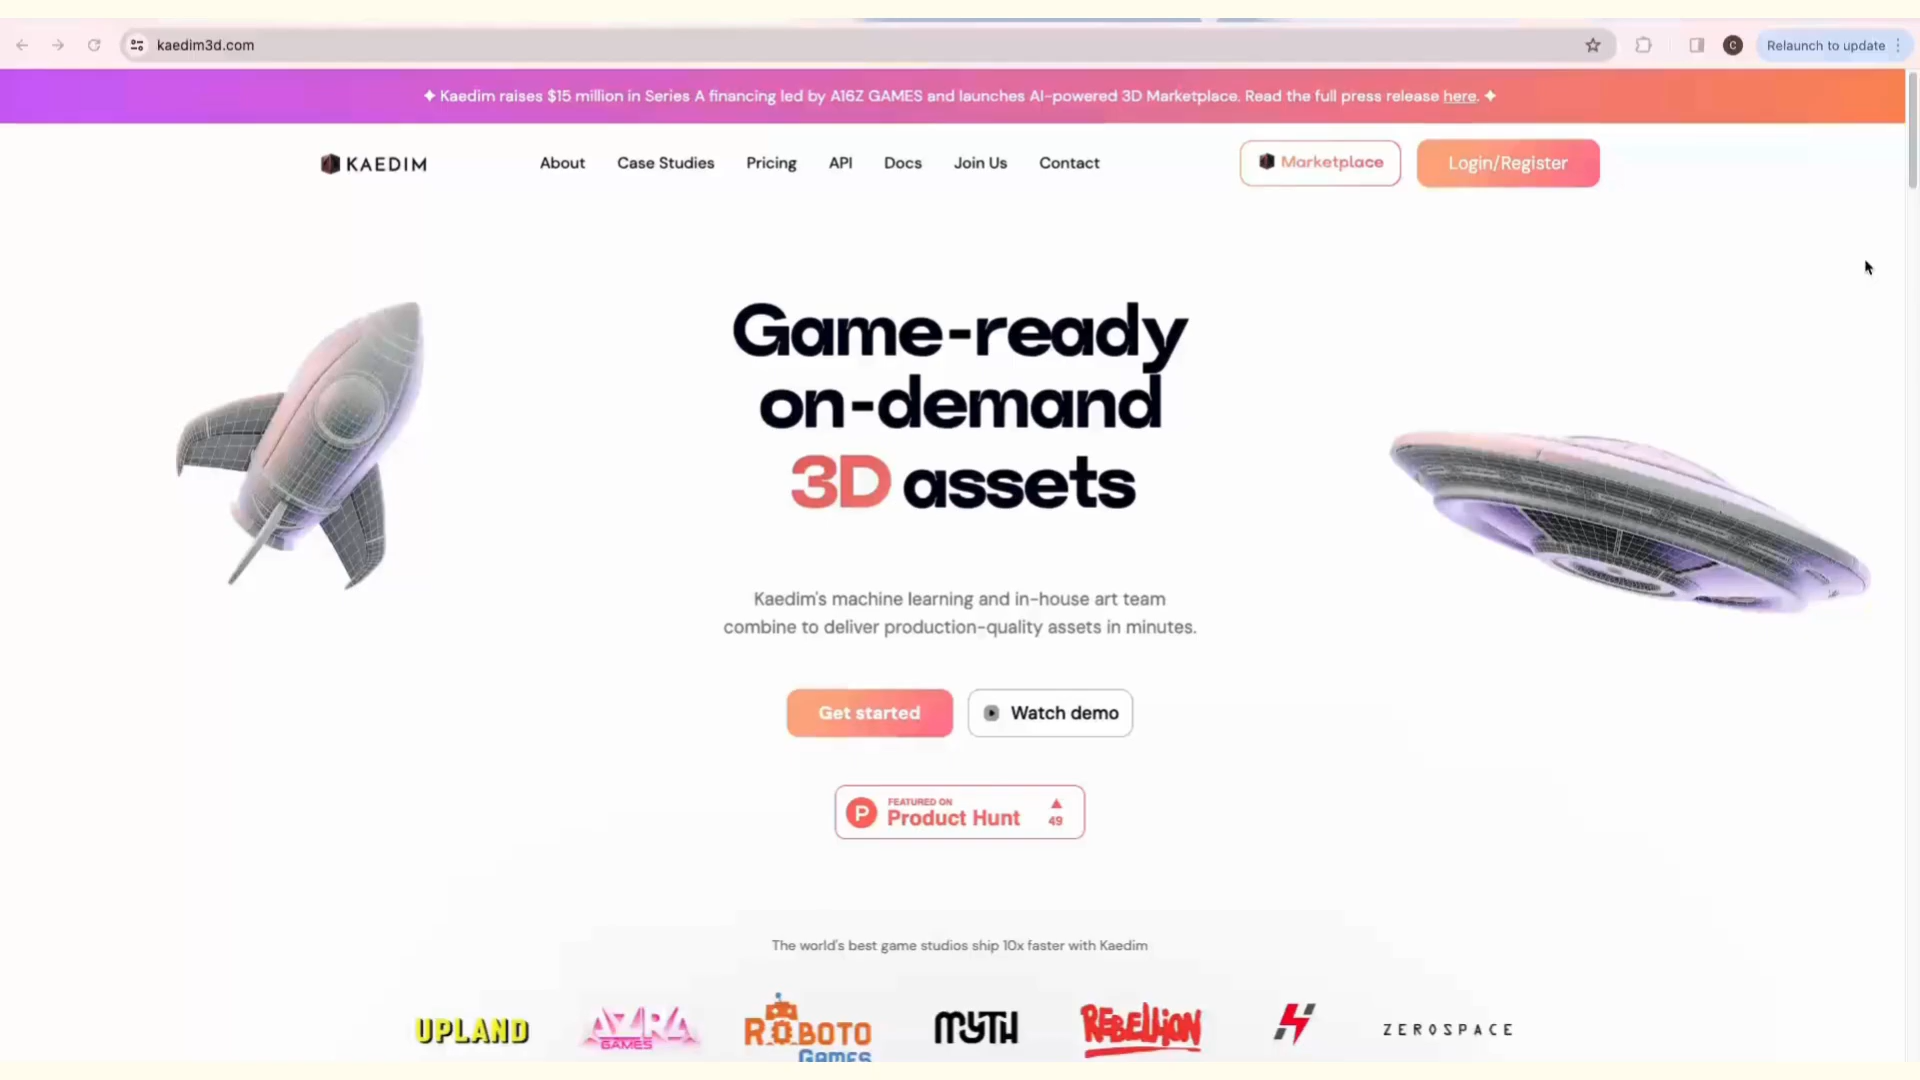 kaedim3d.com
C
Relaunch to update
✦ Kaedim raises $15 million in Series A financing led by A16Z GAMES and launches AI-powered 3D Marketplace. Read the full press release here. ✦
KAEDIM
About
Case Studies
Pricing
API
Docs
Join Us
Contact
Marketplace
Login/Register
Game-ready
on-demand
3D assets
Kaedim's machine learning and in-house art team
combine to deliver production-quality assets in minutes.
Get started
Watch demo
P
FEATURED ON
Product Hunt
49
The world's best game studios ship 10x faster with Kaedim
UPLAND
AZRA
GAMES
ROBOTO
Games
MYTH
REBELLION
ZEROSPACE